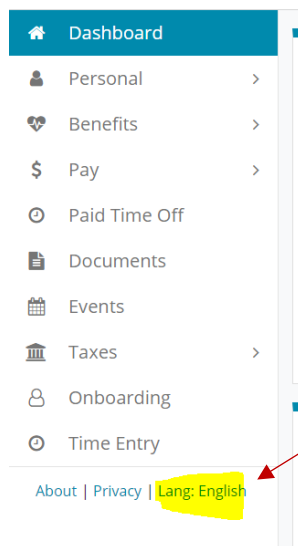 Dashboard
Personal
Benefits
Pay
Paid Time Off
Documents
Events
Taxes
Onboarding
Time Entry
About | Privacy | Lang: English